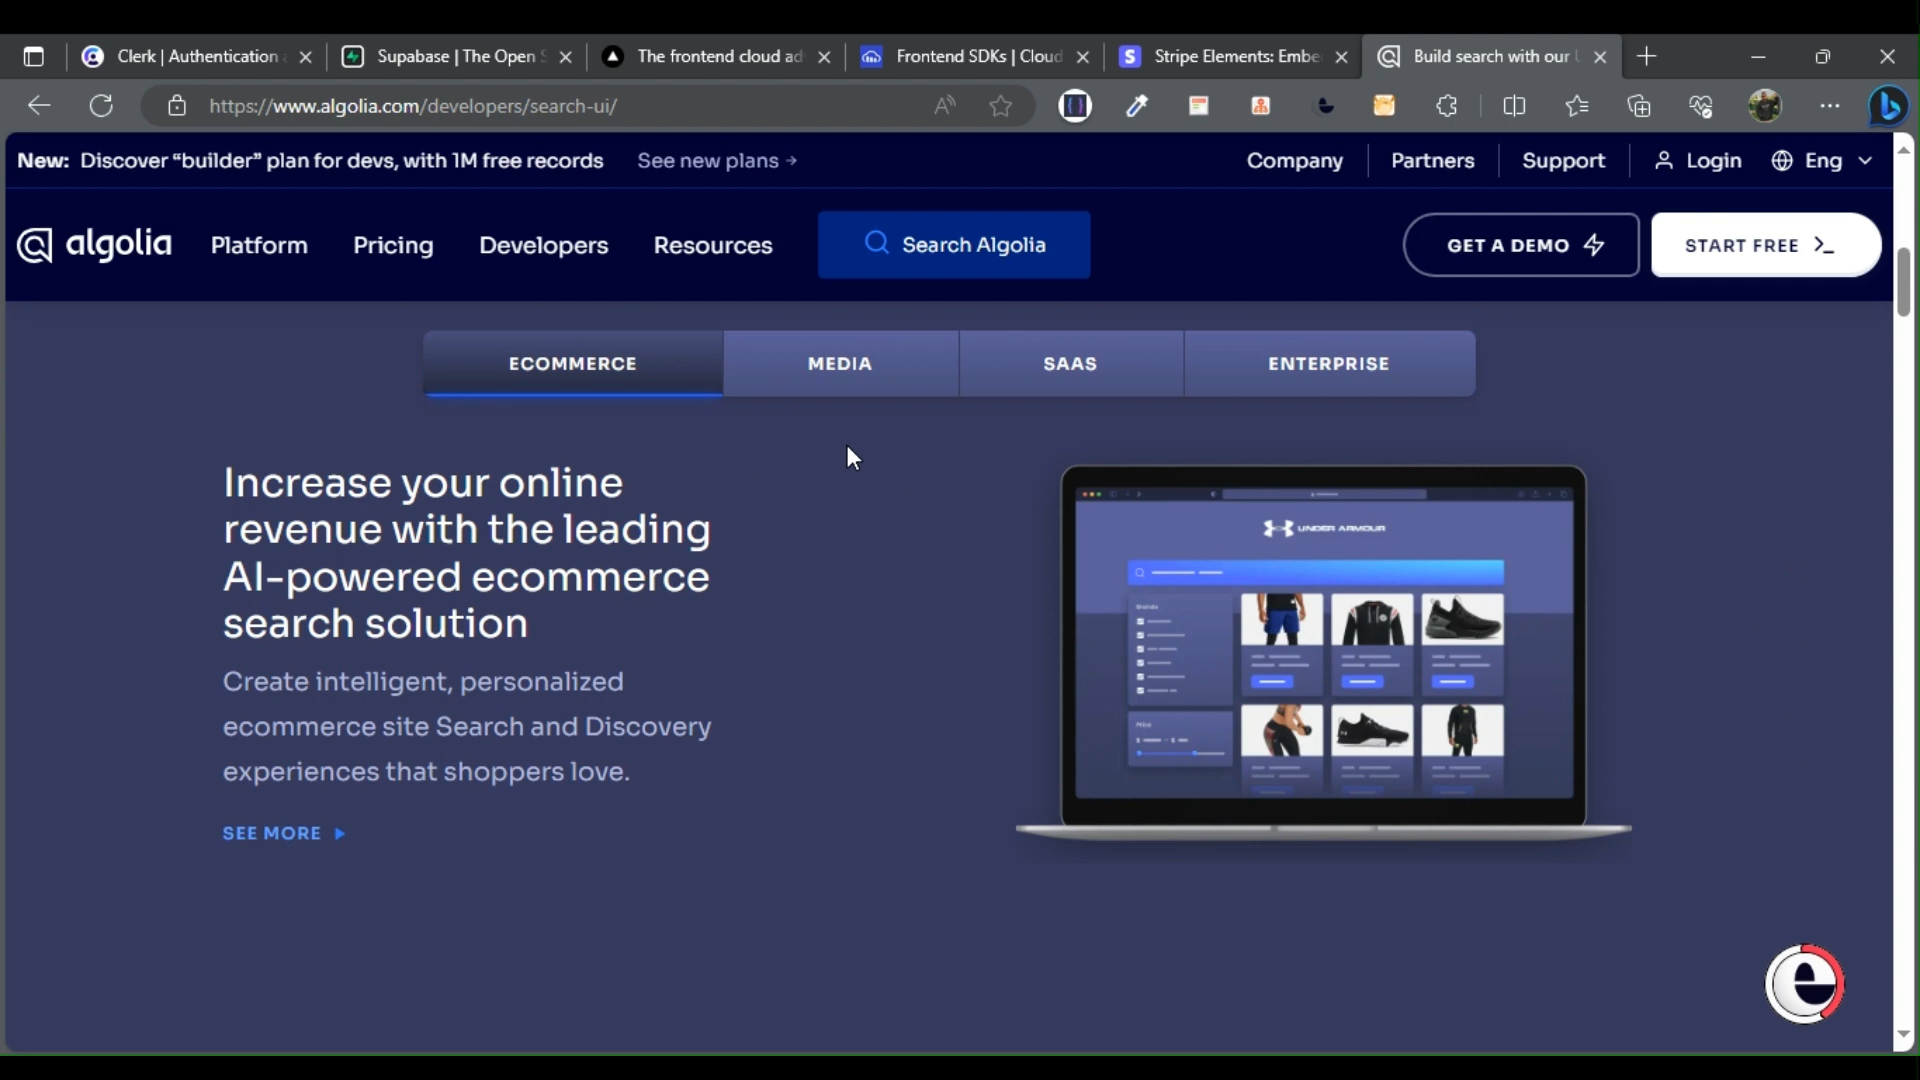 Clerk | Authentication
Supabase | The Open S
The frontend cloud ad
Frontend SDKs | Cloud
Stripe Elements: Embe
Build search with our U
https://www.algolia.com/developers/search-ui/
New: Discover “builder” plan for devs, with 1M free records
See new plans →
Company
Partners
Support
Login
Eng
algolia
Platform
Pricing
Developers
Resources
Search Algolia
GET A DEMO
START FREE
ECOMMERCE
MEDIA
SAAS
ENTERPRISE
Increase your online
revenue with the leading
AI-powered ecommerce
search solution
Create intelligent, personalized
ecommerce site Search and Discovery
experiences that shoppers love.
SEE MORE
UNDER ARMOUR
Brands
Price